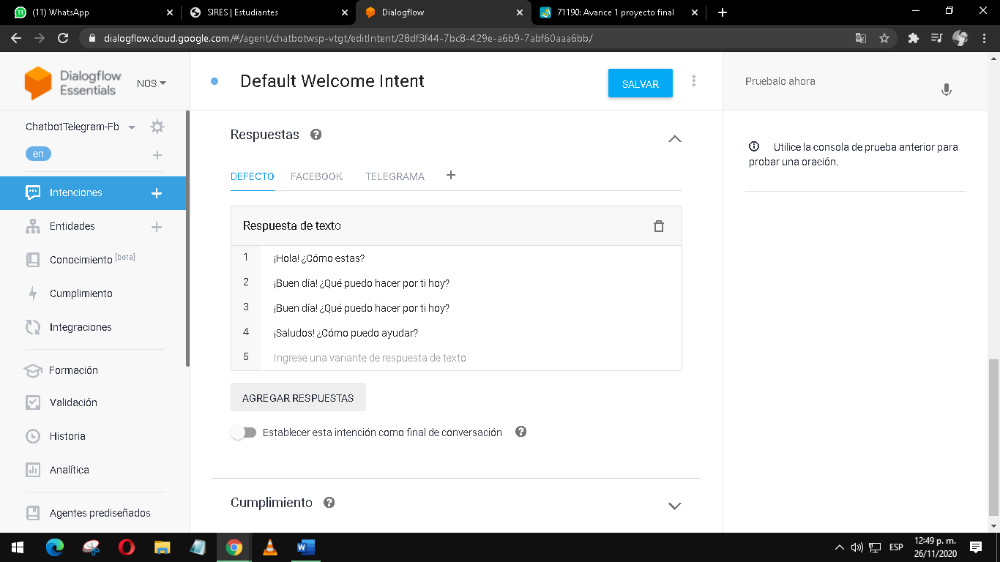 (11) WhatsApp
SIRES | Estudiantes
Dialogflow
71190: Avance 1 proyecto final
dialogflow.cloud.google.com/#/agent/chatbotwsp-vtgt/editIntent/28df3f44-7bc8-429e-a6b9-7abf60aaa6bb/
Dialogflow
Essentials
NOS
ChatbotTelegram-Fb
en
Intenciones
Entidades
Conocimiento [beta]
Cumplimiento
Integraciones
Formación
Validación
Historia
Analítica
Agentes prediseñados
Default Welcome Intent
SALVAR
Respuestas
DEFECTO FACEBOOK TELEGRAMA
Respuesta de texto
1 ¡Hola! ¿Cómo estas?
2 ¡Buen día! ¿Qué puedo hacer por ti hoy?
3 ¡Buen día! ¿Qué puedo hacer por ti hoy?
4 ¡Saludos! ¿Cómo puedo ayudar?
5 Ingrese una variante de respuesta de texto
AGREGAR RESPUESTAS
Establecer esta intención como final de conversación
Cumplimiento
Pruebalo ahora
Utilice la consola de prueba anterior para
probar una oración.
ESP
12:49 p. m.
26/11/2020